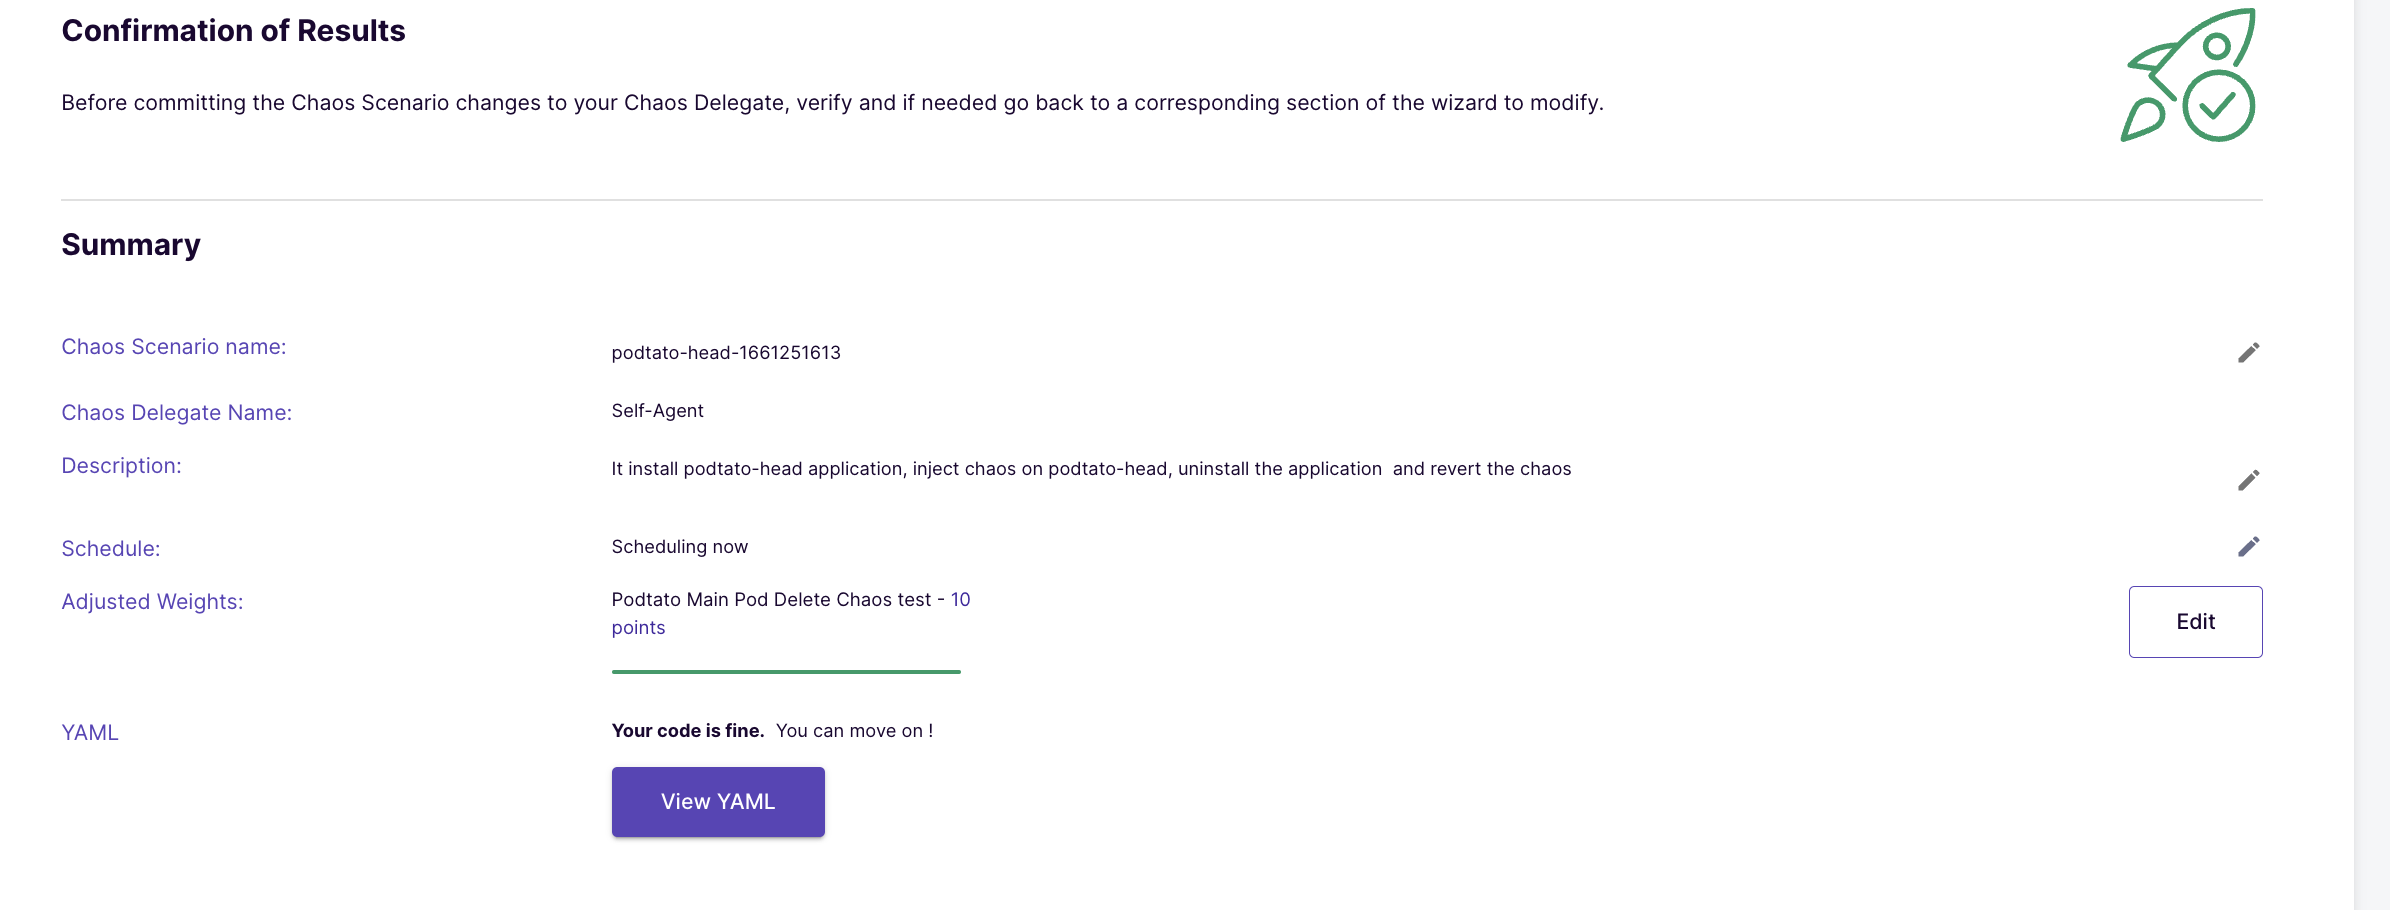 Confirmation of Results
Before committing the Chaos Scenario changes to your Chaos Delegate, verify and if needed go back to a corresponding section of the wizard to modify.
Summary
Chaos Scenario name:
podtato-head-1661251613
Chaos Delegate Name:
Self-Agent
Description:
It install podtato-head application, inject chaos on podtato-head, uninstall the application  and revert the chaos
Schedule:
Scheduling now
Adjusted Weights:
Podtato Main Pod Delete Chaos test - 10
points
Edit
YAML
Your code is fine.  You can move on !
View YAML